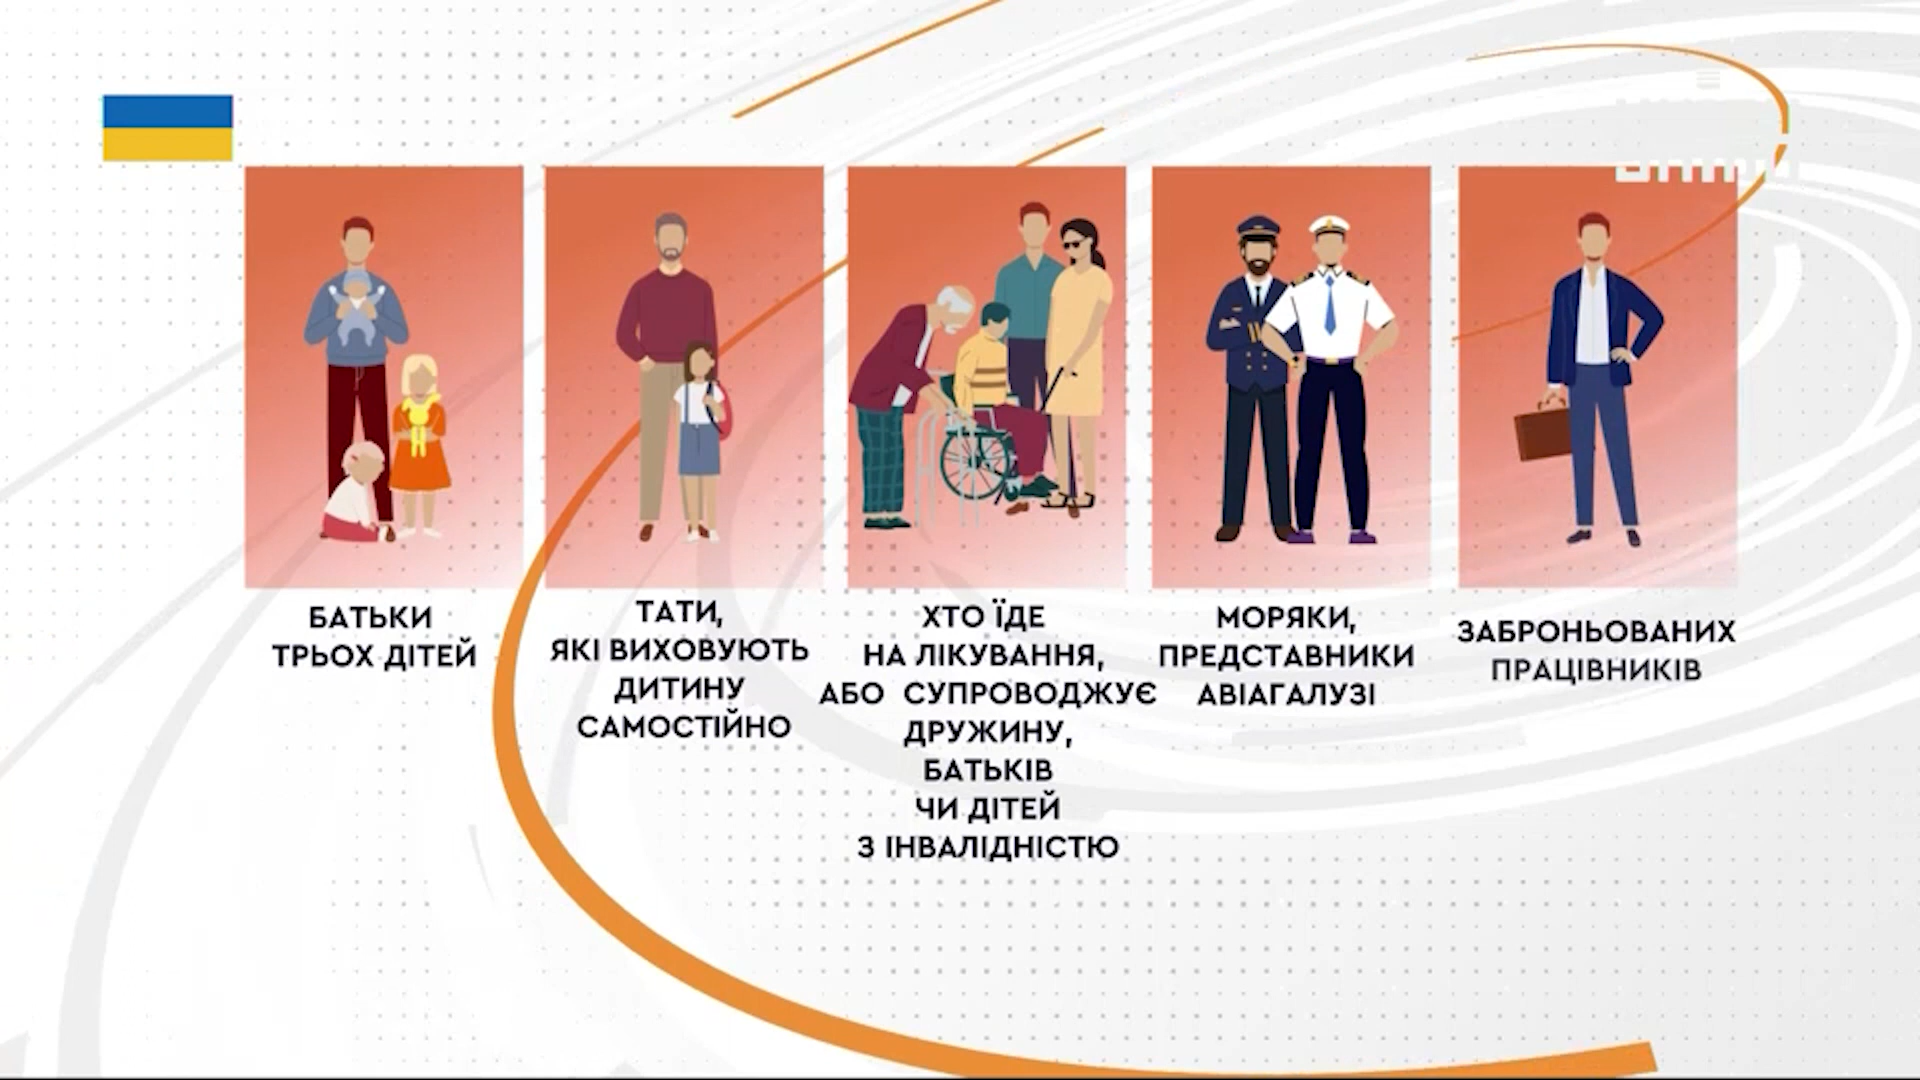 БАТЬКИ
ТРЬОХ ДІТЕЙ
ТАТИ,
ЯКІ ВИХОВУЮТЬ
ДИТИНУ
САМОСТІЙНО
ХТО ЇДЕ
НА ЛІКУВАННЯ,
АБО СУПРОВОДЖУЄ
ДРУЖИНУ,
БАТЬКІВ
ЧИ ДІТЕЙ
З ІНВАЛІДНІСТЮ
МОРЯКИ,
ПРЕДСТАВНИКИ
АВІАГАЛУЗІ
ЗАБРОНЬОВАНИХ
ПРАЦІВНИКІВ